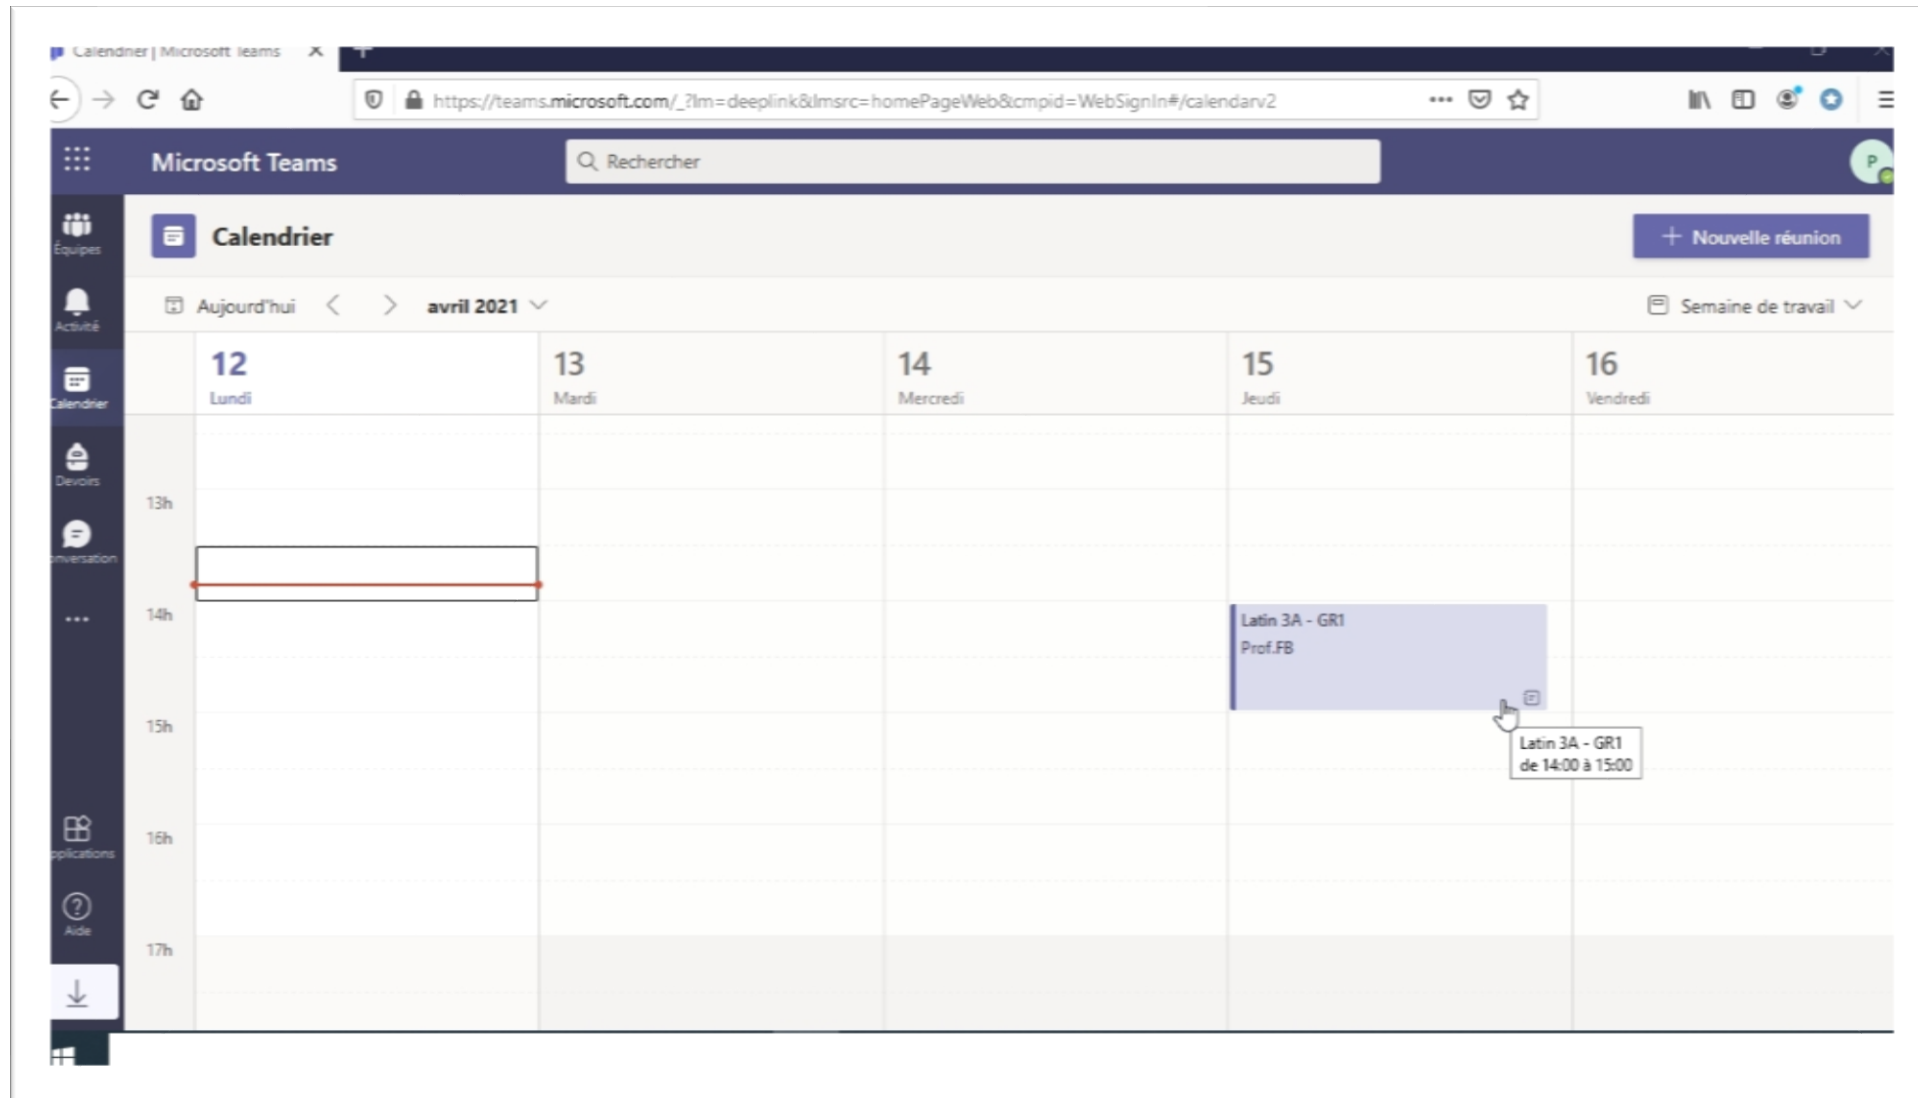 Calendrier | Microsoft Teams
https://teams.microsoft.com/_?lm=deeplink&lmsrc=homePageWeb&cmpid=WebSignIn#/calendarv2
Microsoft Teams
Rechercher
P
Équipes
Activité
Calendrier
Devoirs
onversation
pplications
Aide
Calendrier
+ Nouvelle réunion
Aujourd'hui
avril 2021
Semaine de travail
12
Lundi
13
Mardi
14
Mercredi
15
Jeudi
16
Vendredi
13h
14h
15h
16h
17h
Latin 3A - GR1
Prof.FB
Latin 3A - GR1
de 14:00 à 15:00